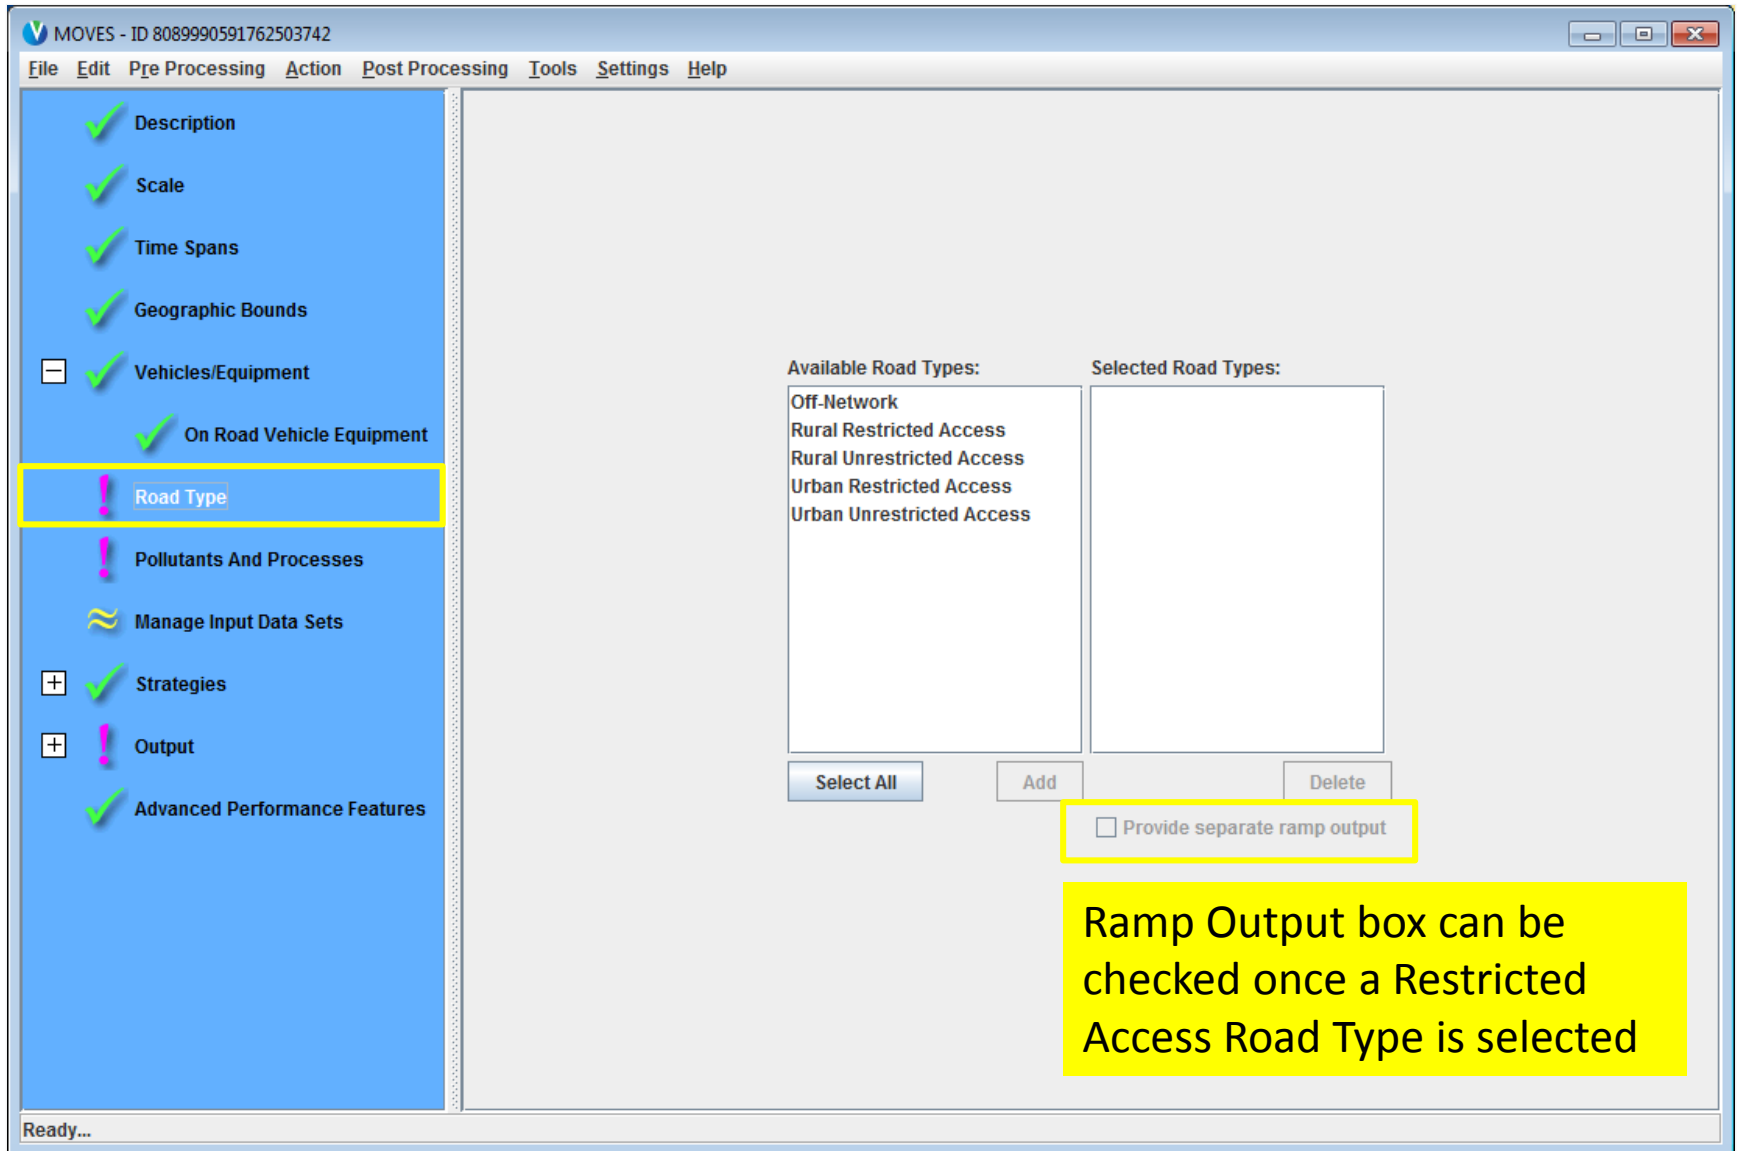 MOVES - ID 8089990591762503742
File Edit Pre Processing Action Post Processing Tools Settings Help
Description
Scale
Time Spans
Geographic Bounds
Vehicles/Equipment
On Road Vehicle Equipment
Road Type
Pollutants And Processes
Manage Input Data Sets
Strategies
Output
Advanced Performance Features
Available Road Types:
Off-Network
Rural Restricted Access
Rural Unrestricted Access
Urban Restricted Access
Urban Unrestricted Access
Selected Road Types:
Select All
Add
Delete
Provide separate ramp output
Ramp Output box can be
checked once a Restricted
Access Road Type is selected
Ready...